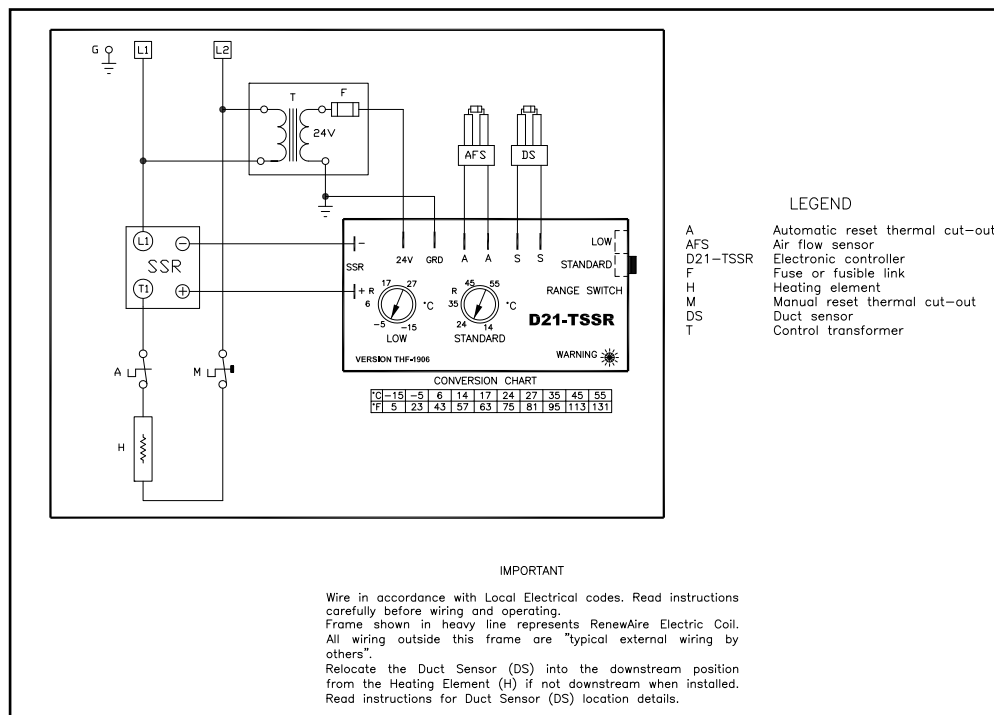 G L1 L2
T F
24V
AFS DS
L1 − SSR T1 +
− SSR +
24V GRD A A S S
LOW
STANDARD
RANGE SWITCH
R 17 27 6 -5 -15 °C
LOW
R 45 55 35 24 14 °C
STANDARD
D21-TSSR
VERSION THF-1906
WARNING
A M
H
CONVERSION CHART
°C -15 -5 6 14 17 24 27 35 45 55
°F 5 23 43 57 63 75 81 95 113 131
LEGEND
A Automatic reset thermal cut-out
AFS Air flow sensor
D21-TSSR Electronic controller
F Fuse or fusible link
H Heating element
M Manual reset thermal cut-out
DS Duct sensor
T Control transformer
IMPORTANT
Wire in accordance with Local Electrical codes. Read instructions
carefully before wiring and operating.
Frame shown in heavy line represents RenewAire Electric Coil.
All wiring outside this frame are "typical external wiring by
others".
Relocate the Duct Sensor (DS) into the downstream position
from the Heating Element (H) if not downstream when installed.
Read instructions for Duct Sensor (DS) location details.